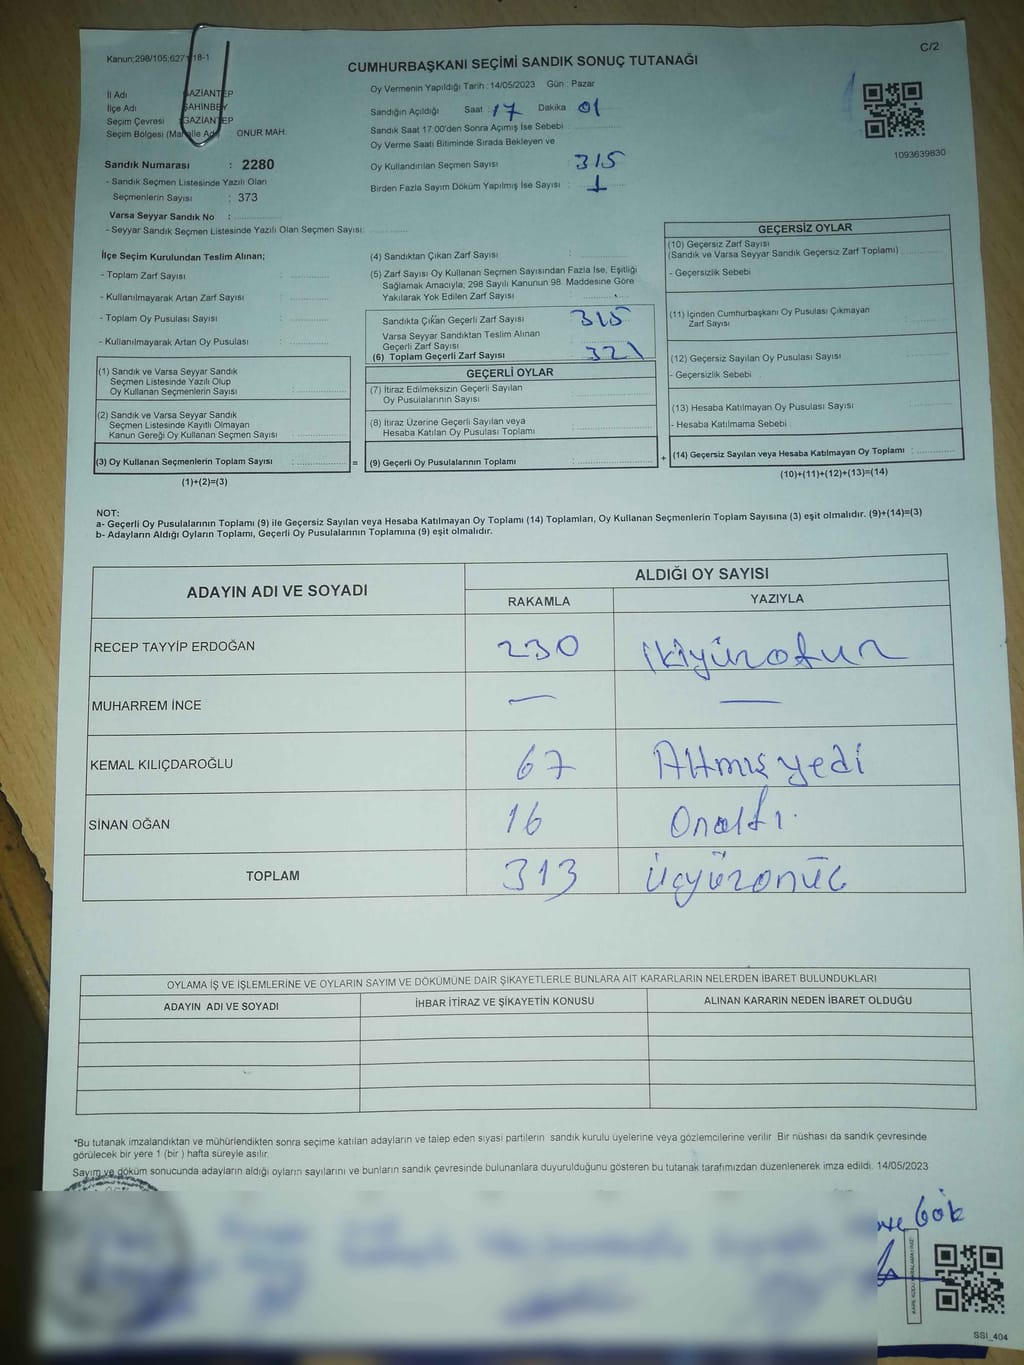 Kanun;298/105;6271/18-1
C/2
CUMHURBAŞKANI SEÇİMİ SANDIK SONUÇ TUTANAĞI
İl Adı GAZİANTEP
İlçe Adı ŞAHİNBEY
Seçim Çevresi GAZİANTEP
Seçim Bölgesi (Mahalle Adı) ONUR MAH.
Oy Vermenin Yapıldığı Tarih : 14/05/2023 Gün : Pazar
Sandığın Açıldığı Saat : 17 Dakika 01
Sandık Saat 17.00'den Sonra Açımış İse Sebebi :
Oy Verme Saati Bitiminde Sırada Bekleyen ve
Oy Kullandırılan Seçmen Sayısı 315
Birden Fazla Sayım Döküm Yapılmış İse Sayısı : 1
1093639830
Sandık Numarası : 2280
- Sandık Seçmen Listesinde Yazılı Olan
Seçmenlerin Sayısı : 373
Varsa Seyyar Sandık No :
- Seyyar Sandık Seçmen Listesinde Yazılı Olan Seçmen Sayısı:
İlçe Seçim Kurulundan Teslim Alınan;
- Toplam Zarf Sayısı :
- Kullanılmayarak Artan Zarf Sayısı :
- Toplam Oy Pusulası Sayısı :
- Kullanılmayarak Artan Oy Pusulası :
(1) Sandık ve Varsa Seyyar Sandık
Seçmen Listesinde Yazılı Olup
Oy Kullanan Seçmenlerin Sayısı :
(2) Sandık ve Varsa Seyyar Sandık
Seçmen Listesinde Kayıtlı Olmayan
Kanun Gereği Oy Kullanan Seçmen Sayısı :
(3) Oy Kullanan Seçmenlerin Toplam Sayısı :
(1)+(2)=(3)
(4) Sandıktan Çıkan Zarf Sayısı :
(5) Zarf Sayısı Oy Kullanan Seçmen Sayısından Fazla İse, Eşitliği
Sağlamak Amacıyla; 298 Sayılı Kanunun 98. Maddesine Göre
Yakılarak Yok Edilen Zarf Sayısı :
Sandıkta Çıkan Geçerli Zarf Sayısı 315
Varsa Seyyar Sandıktan Teslim Alınan
Geçerli Zarf Sayısı
(6) Toplam Geçerli Zarf Sayısı 321
=
GEÇERLİ OYLAR
(7) İtiraz Edilmeksizin Geçerli Sayılan
Oy Pusulalarının Sayısı :
(8) İtiraz Üzerine Geçerli Sayılan veya
Hesaba Katılan Oy Pusulası Toplamı :
(9) Geçerli Oy Pusulalarının Toplamı :
+
GEÇERSİZ OYLAR
(10) Geçersiz Zarf Sayısı
(Sandık ve Varsa Seyyar Sandık Geçersiz Zarf Toplamı)
- Geçersizlik Sebebi
(11) İçinden Cumhurbaşkanı Oy Pusulası Çıkmayan
Zarf Sayısı
(12) Geçersiz Sayılan Oy Pusulası Sayısı :
- Geçersizlik Sebebi
(13) Hesaba Katılmayan Oy Pusulası Sayısı :
- Hesaba Katılmama Sebebi
(14) Geçersiz Sayılan veya Hesaba Katılmayan Oy Toplamı :
(10)+(11)+(12)+(13)=(14)
NOT:
a- Geçerli Oy Pusulalarının Toplamı (9) ile Geçersiz Sayılan veya Hesaba Katılmayan Oy Toplamı (14) Toplamları, Oy Kullanan Seçmenlerin Toplam Sayısına (3) eşit olmalıdır. (9)+(14)=(3)
b- Adayların Aldığı Oyların Toplamı, Geçerli Oy Pusulalarının Toplamına (9) eşit olmalıdır.
ADAYIN ADI VE SOYADI
ALDIĞI OY SAYISI
RAKAMLA YAZIYLA
RECEP TAYYİP ERDOĞAN 230 ikiyüzotuz
MUHARREM İNCE — —
KEMAL KILIÇDAROĞLU 67 Altmış yedi
SİNAN OĞAN 16 Onaltı.
TOPLAM 313 üçyüzonüç
OYLAMA İŞ VE İŞLEMLERİNE VE OYLARIN SAYIM VE DÖKÜMÜNE DAİR ŞİKAYETLERLE BUNLARA AİT KARARLARIN NELERDEN İBARET BULUNDUKLARI
ADAYIN ADI VE SOYADI İHBAR İTİRAZ VE ŞİKAYETİN KONUSU ALINAN KARARIN NEDEN İBARET OLDUĞU
*Bu tutanak imzalandıktan ve mühürlendikten sonra seçime katılan adayların ve talep eden siyasi partilerin sandık kurulu üyelerine veya gözlemcilerine verilir. Bir nüshası da sandık çevresinde
görülecek bir yere 1 (bir ) hafta süreyle asılır.
Sayım ve döküm sonucunda adayların aldığı oyların sayılarını ve bunların sandık çevresinde bulunanlara duyurulduğunu gösteren bu tutanak tarafımızdan düzenlenerek imza edildi. 14/05/2023
Gök
SSI_404